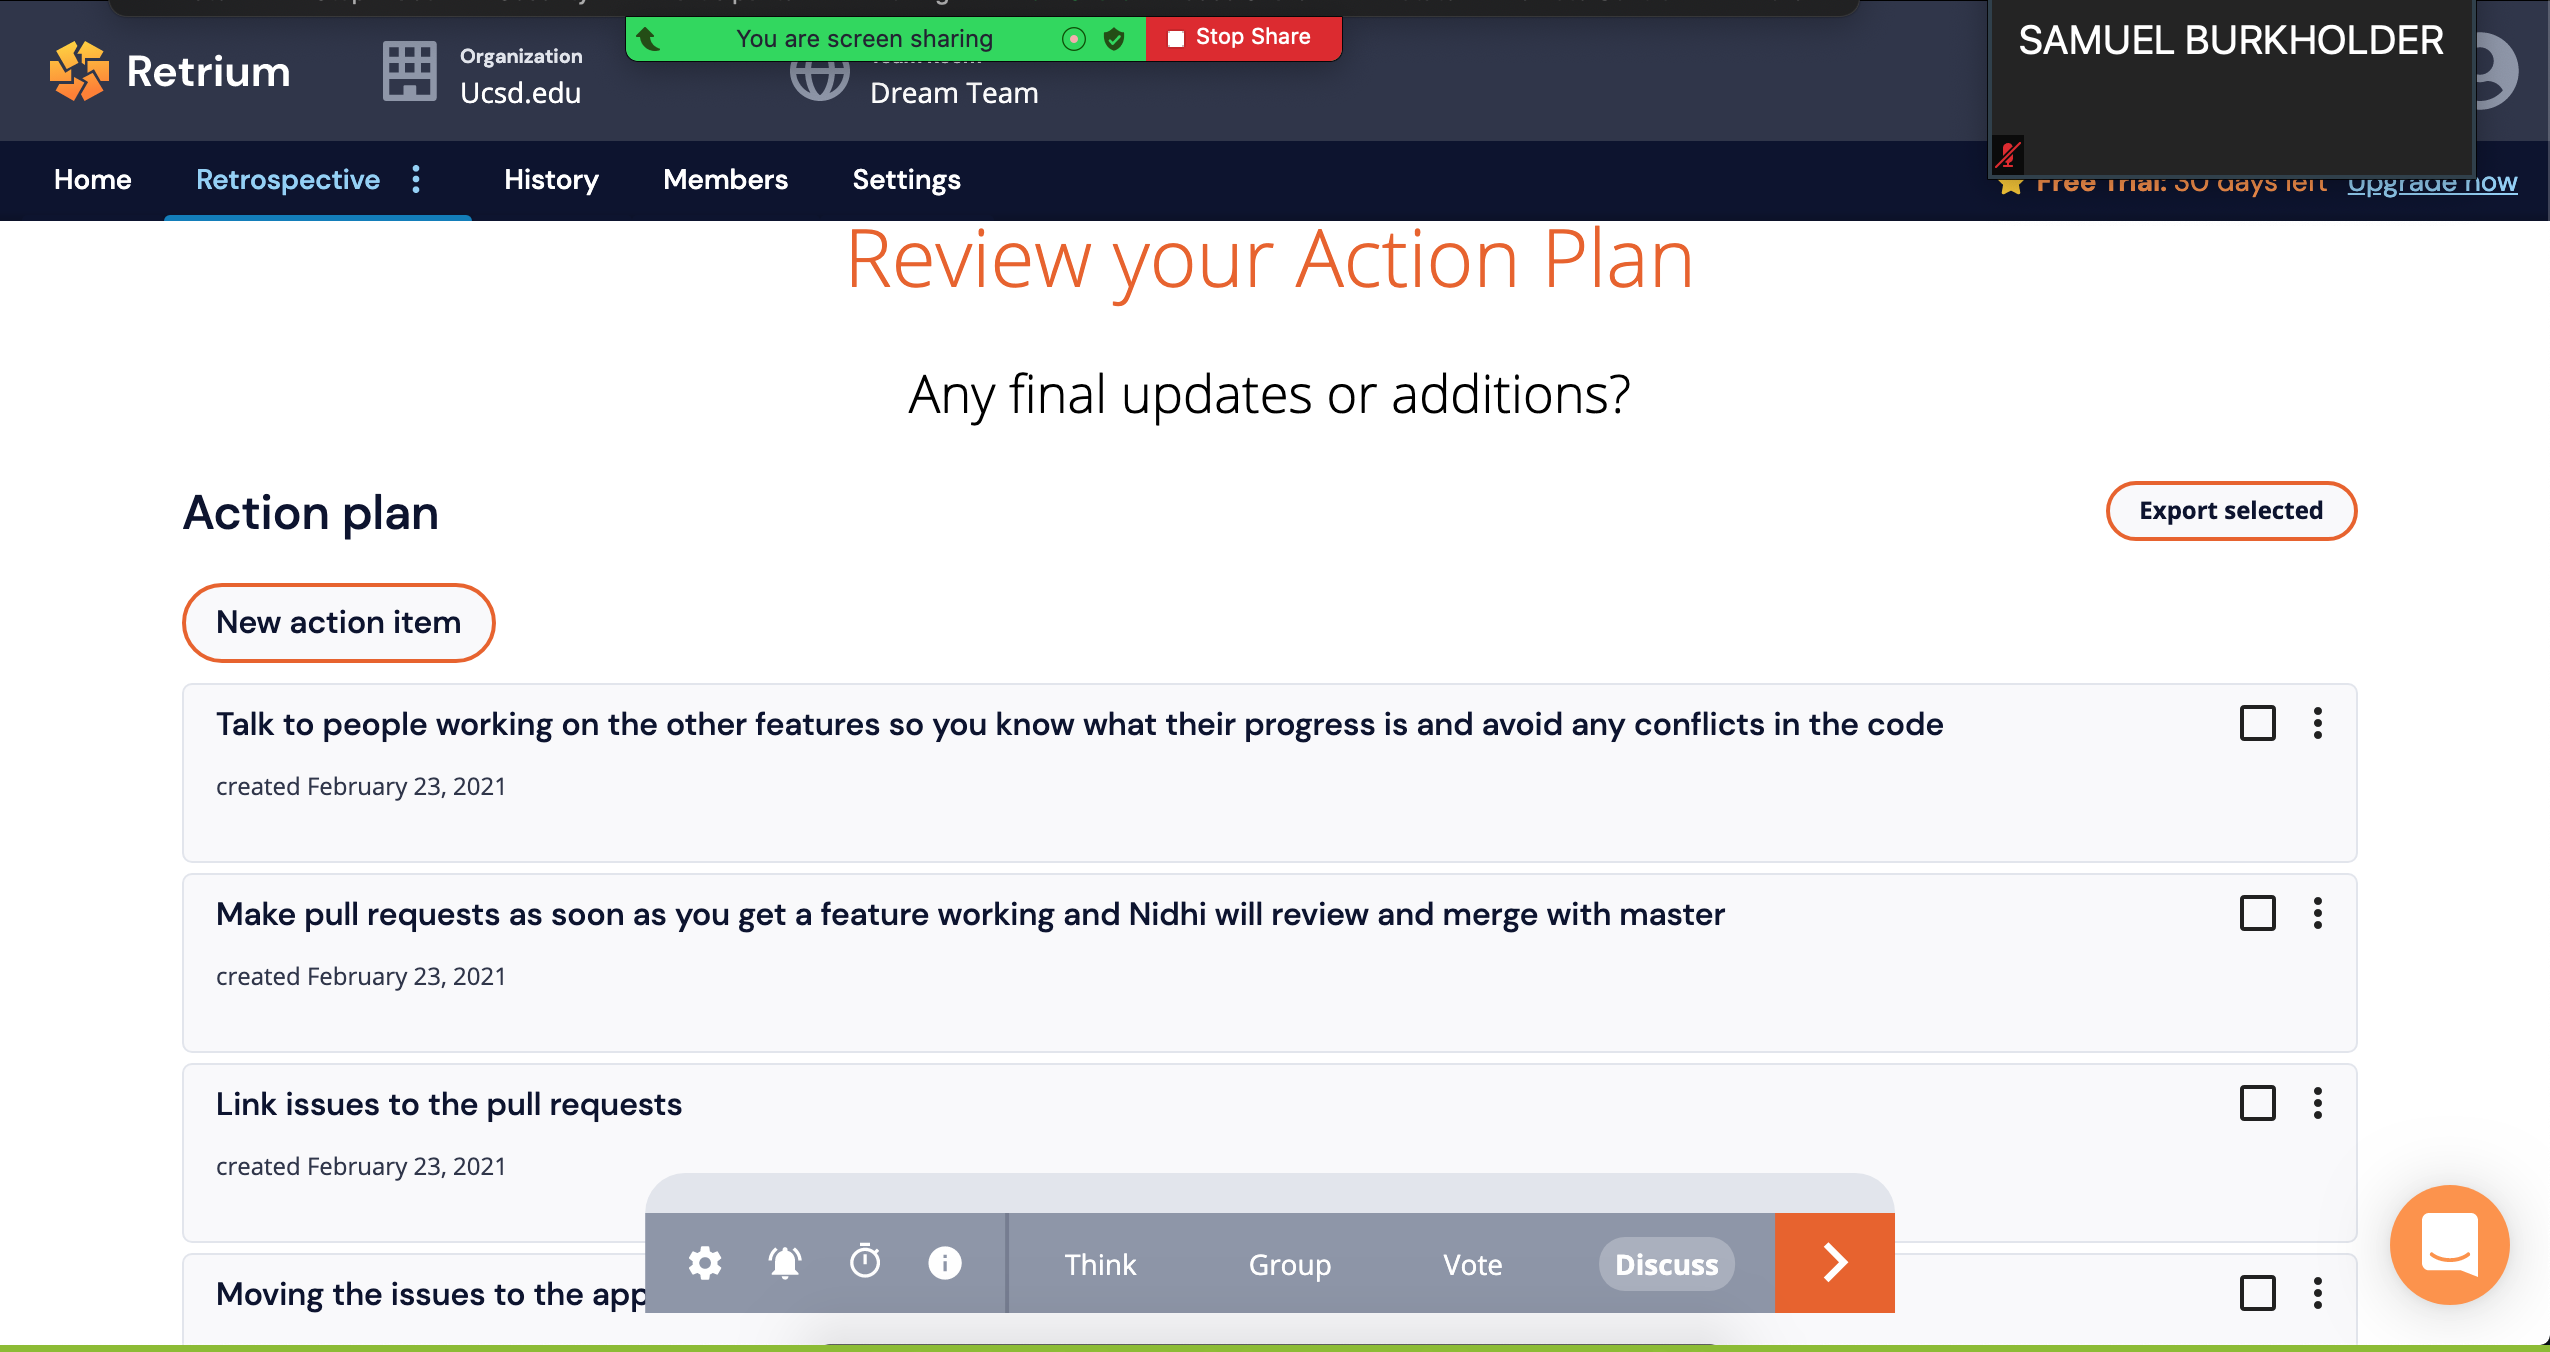 You are screen sharing
Stop Share
SAMUEL BURKHOLDER
Retrium
Organization
Ucsd.edu
Dream Team
Home
Retrospective
History
Members
Settings
Free Trial: 30 days left
Upgrade now
Review your Action Plan
Any final updates or additions?
Action plan
Export selected
New action item
Talk to people working on the other features so you know what their progress is and avoid any conflicts in the code
created February 23, 2021
Make pull requests as soon as you get a feature working and Nidhi will review and merge with master
created February 23, 2021
Link issues to the pull requests
created February 23, 2021
Moving the issues to the app
Think
Group
Vote
Discuss